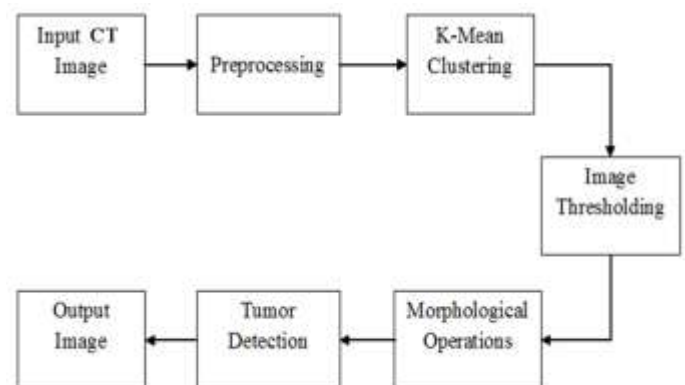 Input CT
Image
Preprocessing
K-Mean
Clustering
Image
Thresholding
Morphological
Operations
Tumor
Detection
Output
Image